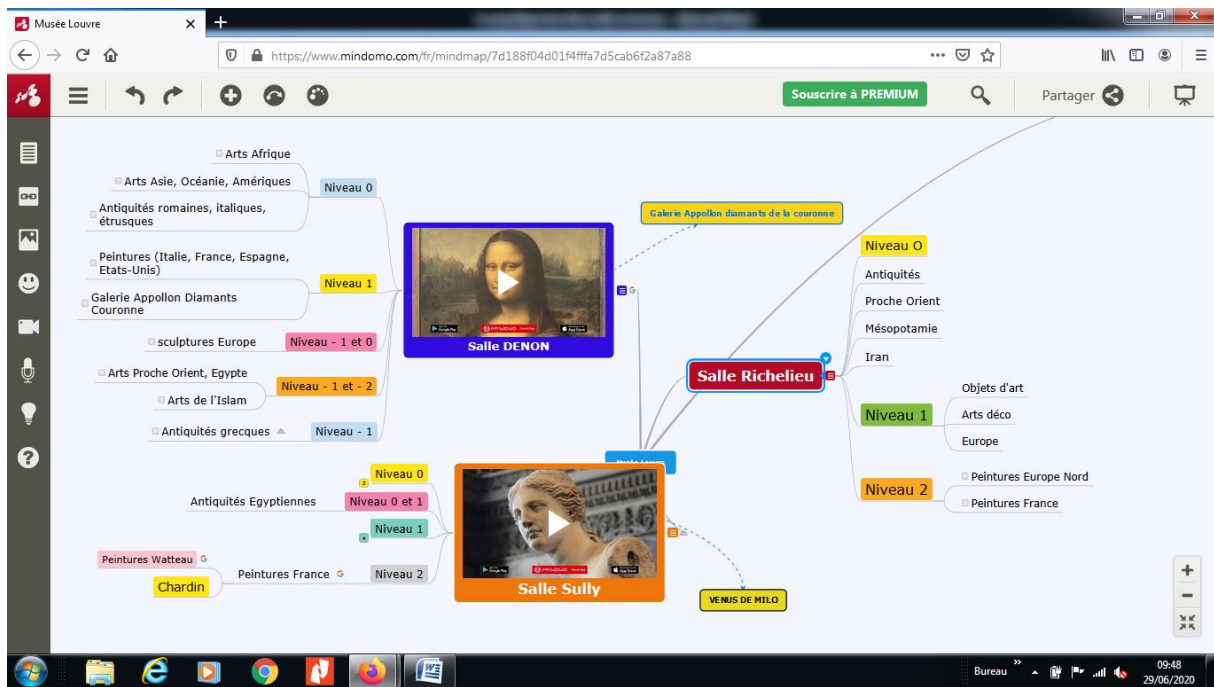 Musée Louvre
https://www.mindomo.com/fr/mindmap/7d188f04d01f4fffa7d5cab6f2a87a88
Souscrire à PREMIUM
Partager
Arts Afrique
Arts Asie, Océanie, Amériques
Antiquités romaines, italiques,
étrusques
Niveau 0
Peintures (Italie, France, Espagne,
Etats-Unis)
Galerie Appollon Diamants
Couronne
Niveau 1
sculptures Europe
Niveau - 1 et 0
Arts Proche Orient, Egypte
Arts de l'Islam
Niveau - 1 et - 2
Antiquités grecques
Niveau - 1
MYWOWO
Salle DENON
Galerie Appollon diamants de la couronne
Salle Richelieu
Niveau O
Antiquités
Proche Orient
Mésopotamie
Iran
Niveau 1
Objets d'art
Arts déco
Europe
Niveau 2
Peintures Europe Nord
Peintures France
Niveau 0
Antiquités Egyptiennes
Niveau 0 et 1
Niveau 1
Peintures Watteau
Chardin
Peintures France
Niveau 2
MYWOWO
Salle Sully
VENUS DE MILO
Bureau
09:48
29/06/2020